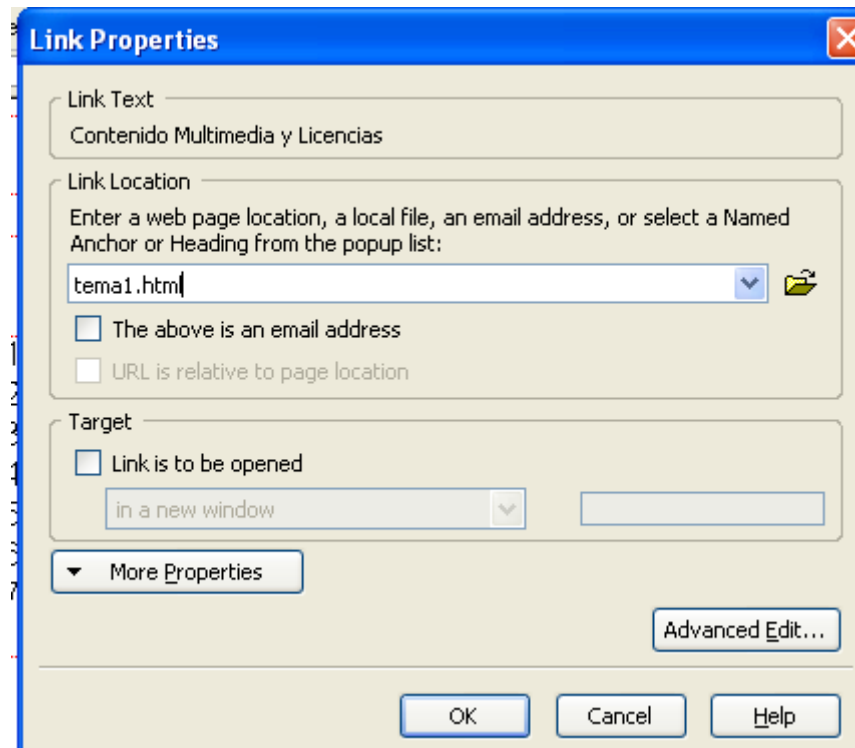 Link Properties
Link Text
Contenido Multimedia y Licencias
Link Location
Enter a web page location, a local file, an email address, or select a Named
Anchor or Heading from the popup list:
tema1.html
The above is an email address
URL is relative to page location
Target
Link is to be opened
in a new window
More Properties
Advanced Edit...
OK Cancel Help